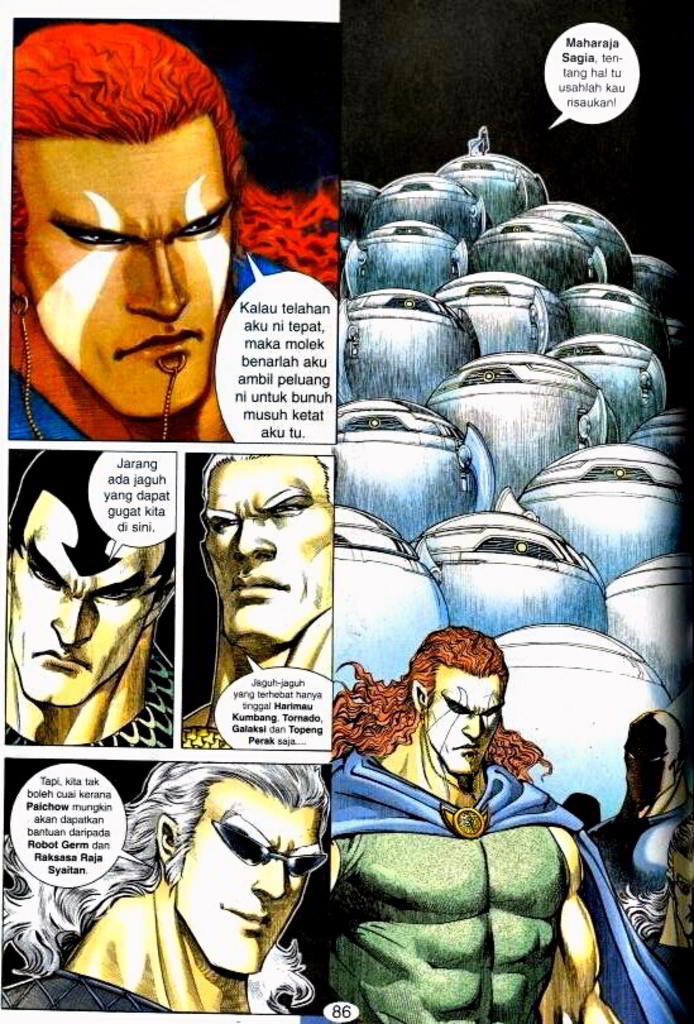 Kalau telahan
aku ni tepat,
maka molek
benarlah aku
ambil peluang
ni untuk bunuh
musuh ketat
aku tu.
Jarang
ada jaguh
yang dapat
gugat kita
di sini.
Jaguh-jaguh
yang terhebat hanya
tinggal Harimau
Kumbang, Tornado,
Galaksi dan Topeng
Perak saja....
Tapi, kita tak
boleh cuai kerana
Paichow mungkin
akan dapatkan
bantuan daripada
Robot Germ dan
Raksasa Raja
Syaitan.
Maharaja
Sagia, ten-
tang hal tu
usahlah kau
risaukan!
86